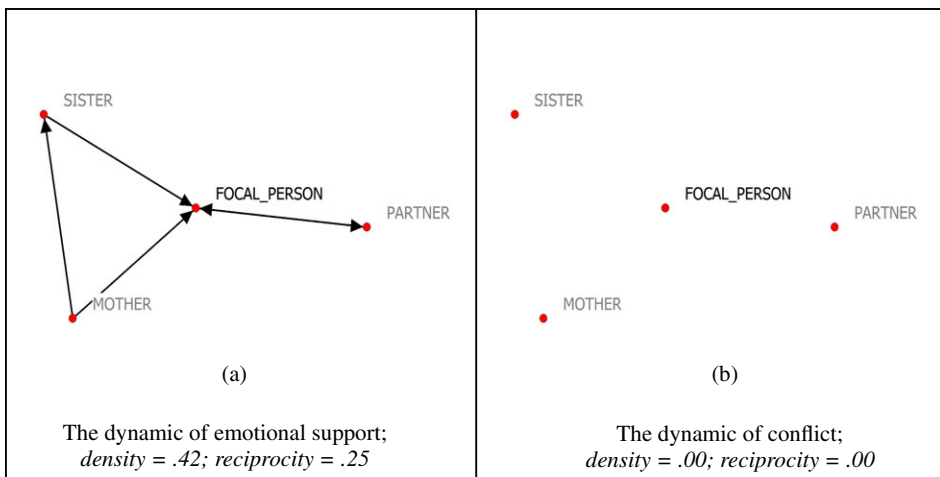 SISTER
FOCAL_PERSON
PARTNER
MOTHER
(a)
The dynamic of emotional support;
density = .42; reciprocity = .25
SISTER
FOCAL_PERSON
PARTNER
MOTHER
(b)
The dynamic of conflict;
density = .00; reciprocity = .00